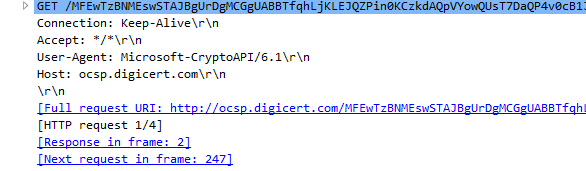 GET /MFEwTzBNMEswSTAJBgUrDgMCGgUABBTfqhLjKLEJQZPin0KCzkdAQpVYowQUsT7DaQP4v0cB1
Connection: Keep-Alive\r\n
Accept: */*\r\n
User-Agent: Microsoft-CryptoAPI/6.1\r\n
Host: ocsp.digicert.com\r\n
\r\n
[Full request URI: http://ocsp.digicert.com/MFEwTzBNMEswSTAJBgUrDgMCGgUABBTfqhL
[HTTP request 1/4]
[Response in frame: 2]
[Next request in frame: 247]